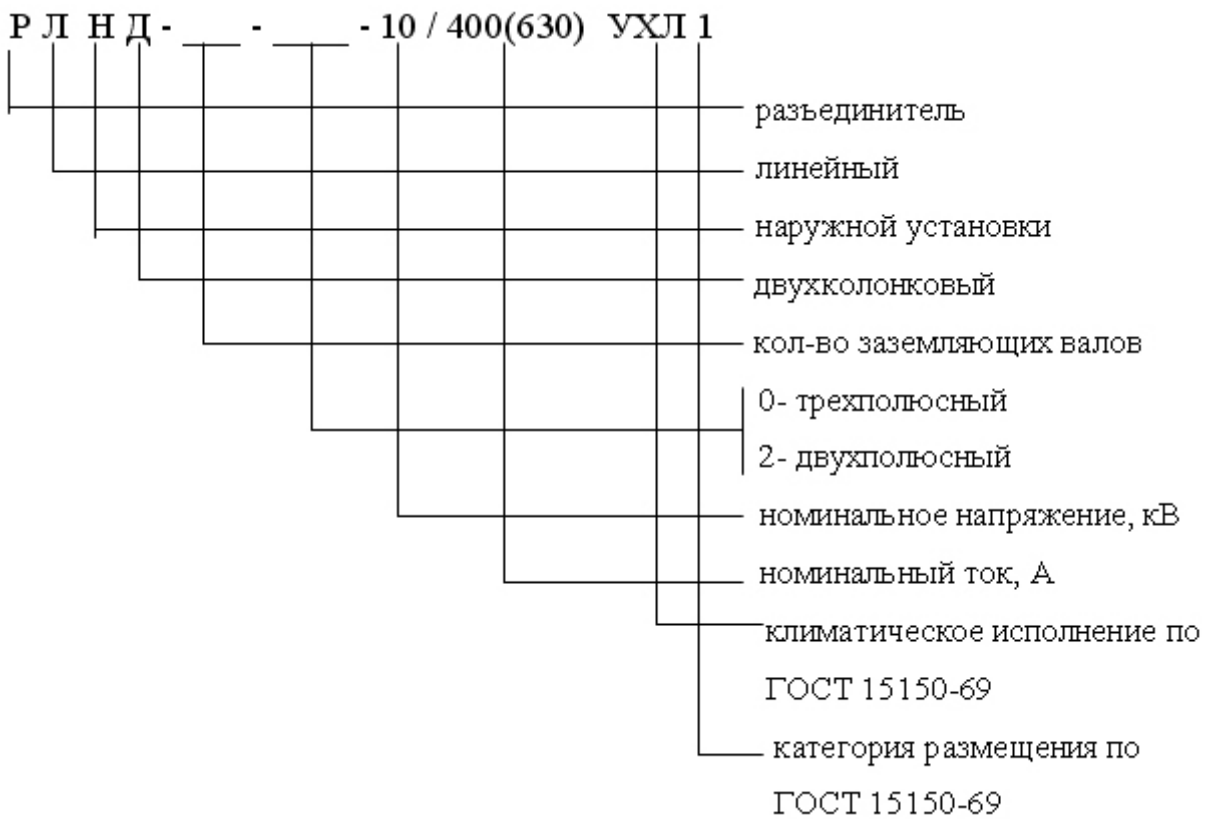 Р Л Н Д - ___ - ____ - 10 / 400(630) УХЛ 1
разъединитель
линейный
наружной установки
двухколонковый
кол-во заземляющих валов
0- трехполюсный
2- двухполюсный
номинальное напряжение, кВ
номинальный ток, А
климатическое исполнение по
ГОСТ 15150-69
категория размещения по
ГОСТ 15150-69